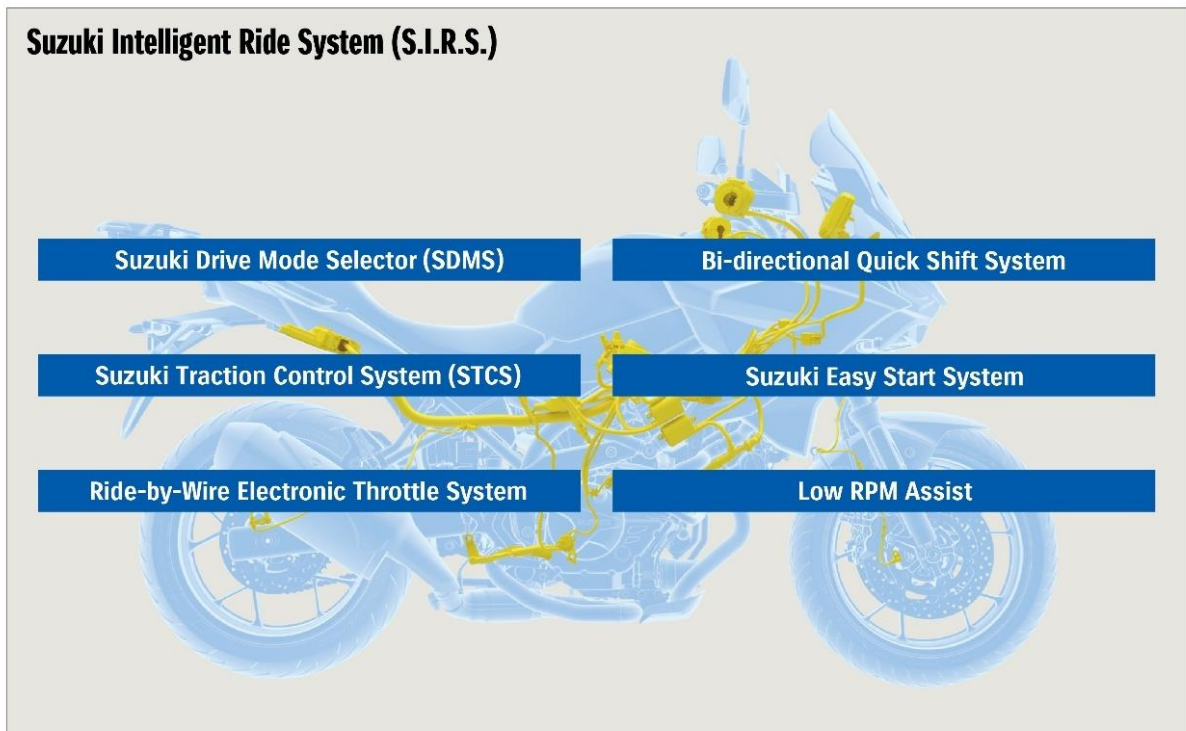 Suzuki Intelligent Ride System (S.I.R.S.)
Suzuki Drive Mode Selector (SDMS)
Bi-directional Quick Shift System
Suzuki Traction Control System (STCS)
Suzuki Easy Start System
Ride-by-Wire Electronic Throttle System
Low RPM Assist